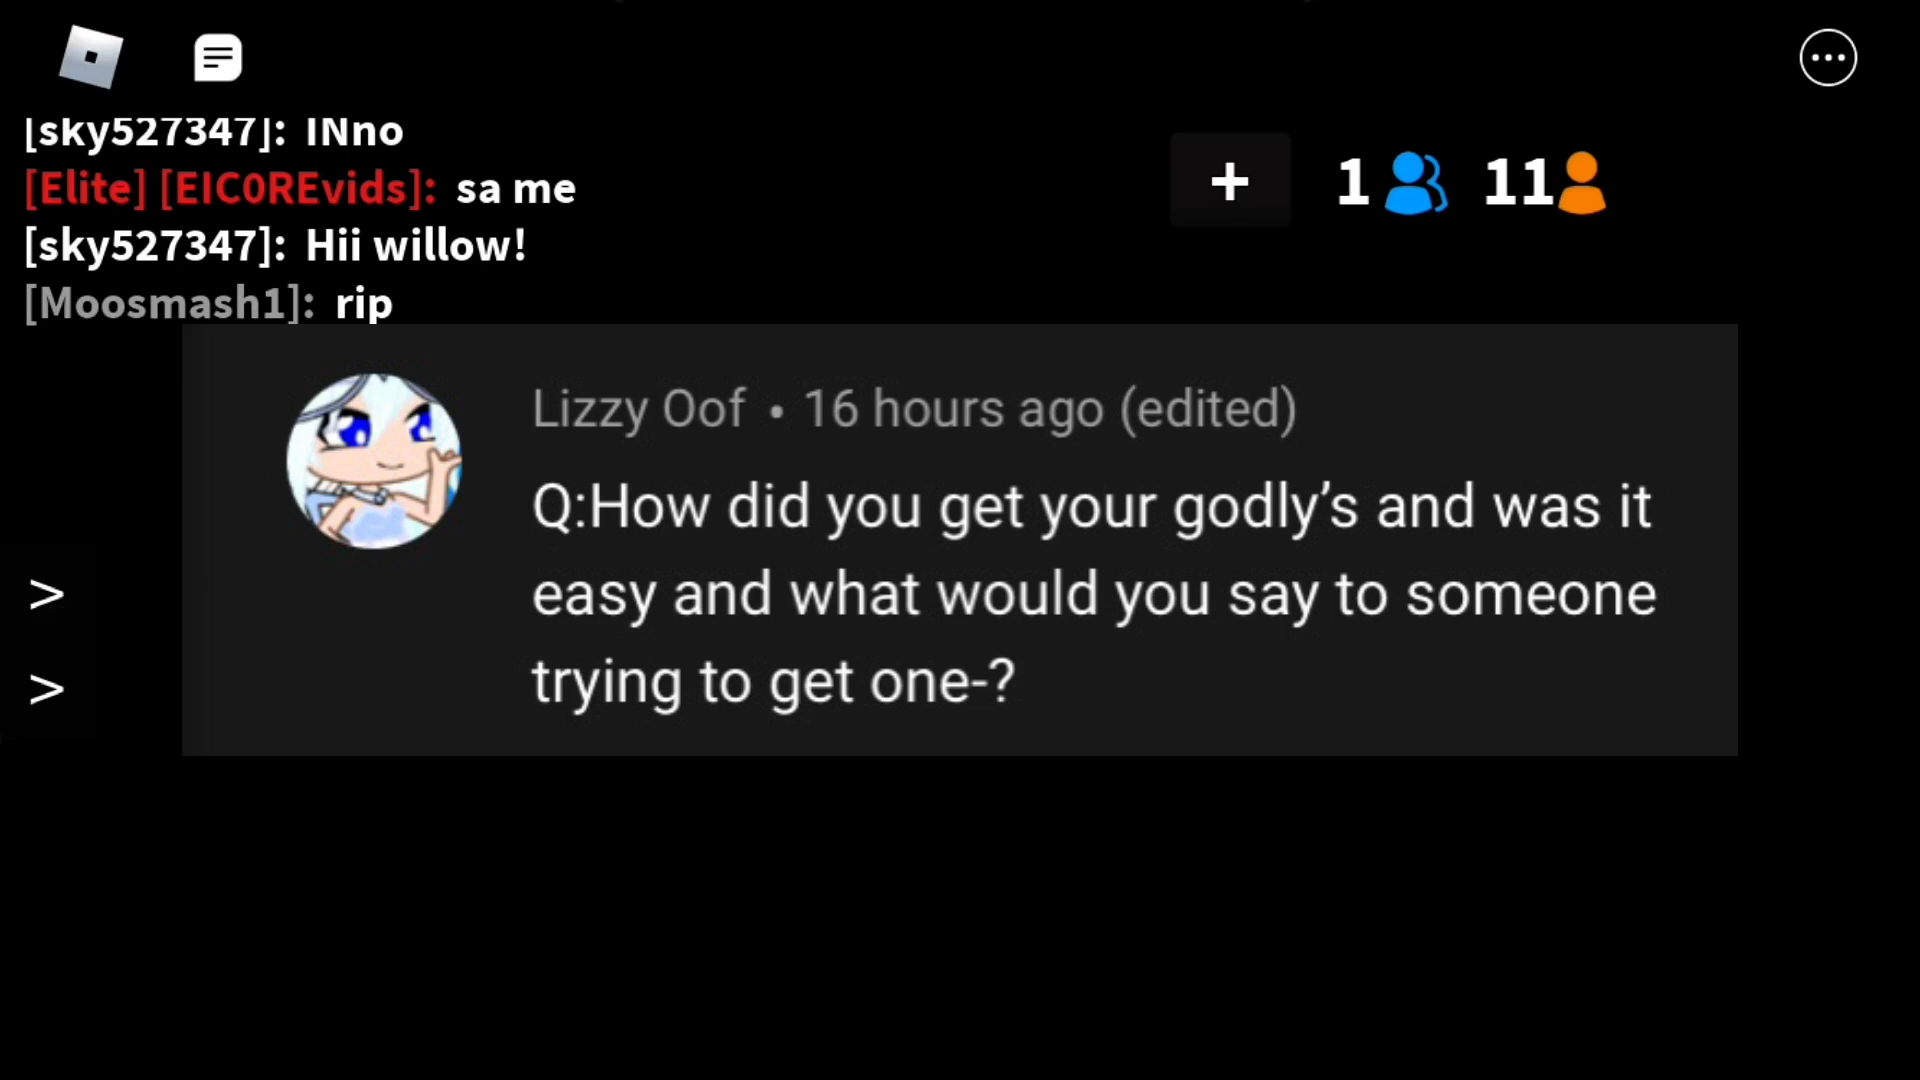 [sky527347]: INno
[Elite] [EIC0REvids]: sa me
[sky527347]: Hii willow!
[Moosmash1]: rip
+ 1 11
Lizzy Oof • 16 hours ago (edited)
Q:How did you get your godly’s and was it
easy and what would you say to someone
trying to get one-?
>
>